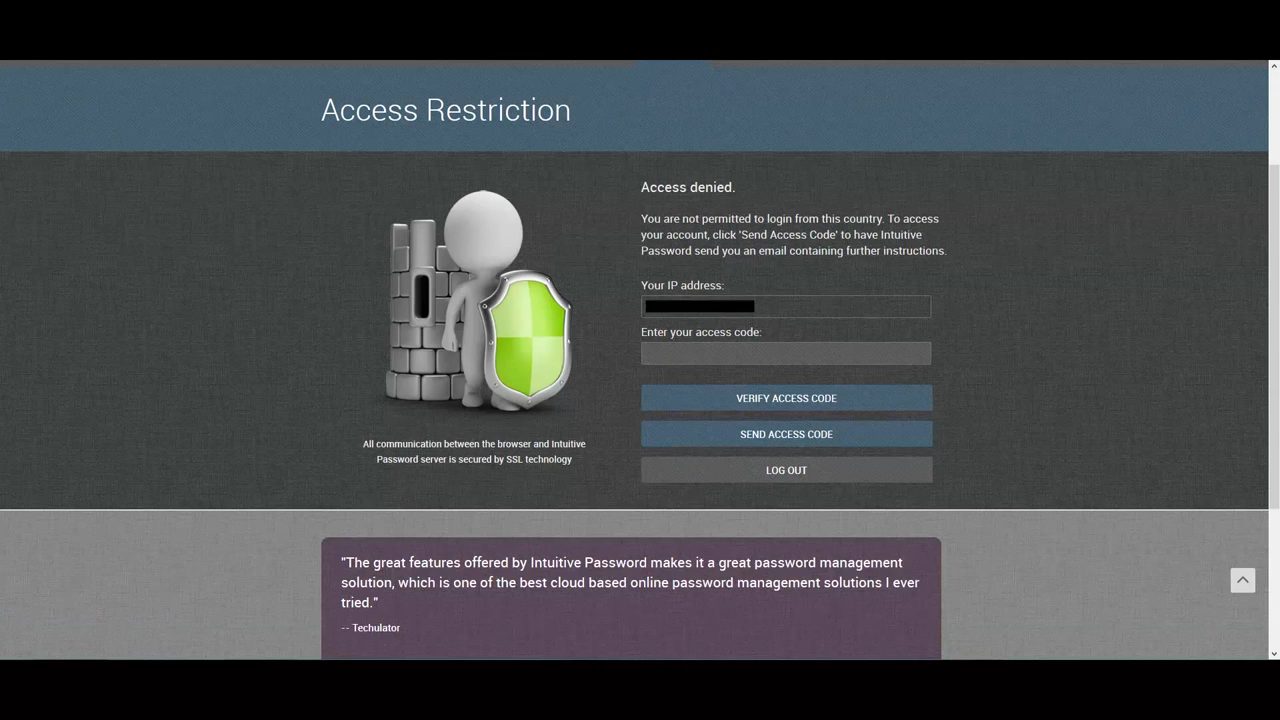 Access Restriction
Access denied.
You are not permitted to login from this country. To access
your account, click 'Send Access Code' to have Intuitive
Password send you an email containing further instructions.
Your IP address:
Enter your access code:
VERIFY ACCESS CODE
SEND ACCESS CODE
LOG OUT
All communication between the browser and Intuitive
Password server is secured by SSL technology
"The great features offered by Intuitive Password makes it a great password management
solution, which is one of the best cloud based online password management solutions I ever
tried."
-- Techulator